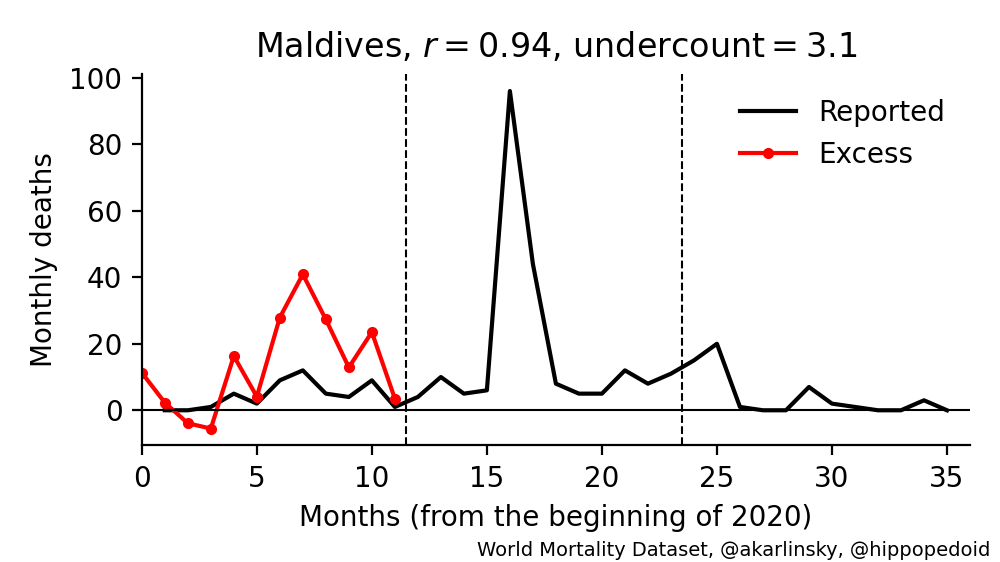 Maldives, r = 0.94, undercount = 3.1
100
80
60
40
20
0
Monthly deaths
Reported
Excess
0 5 10 15 20 25 30 35
Months (from the beginning of 2020)
World Mortality Dataset, @akarlinsky, @hippopedoid